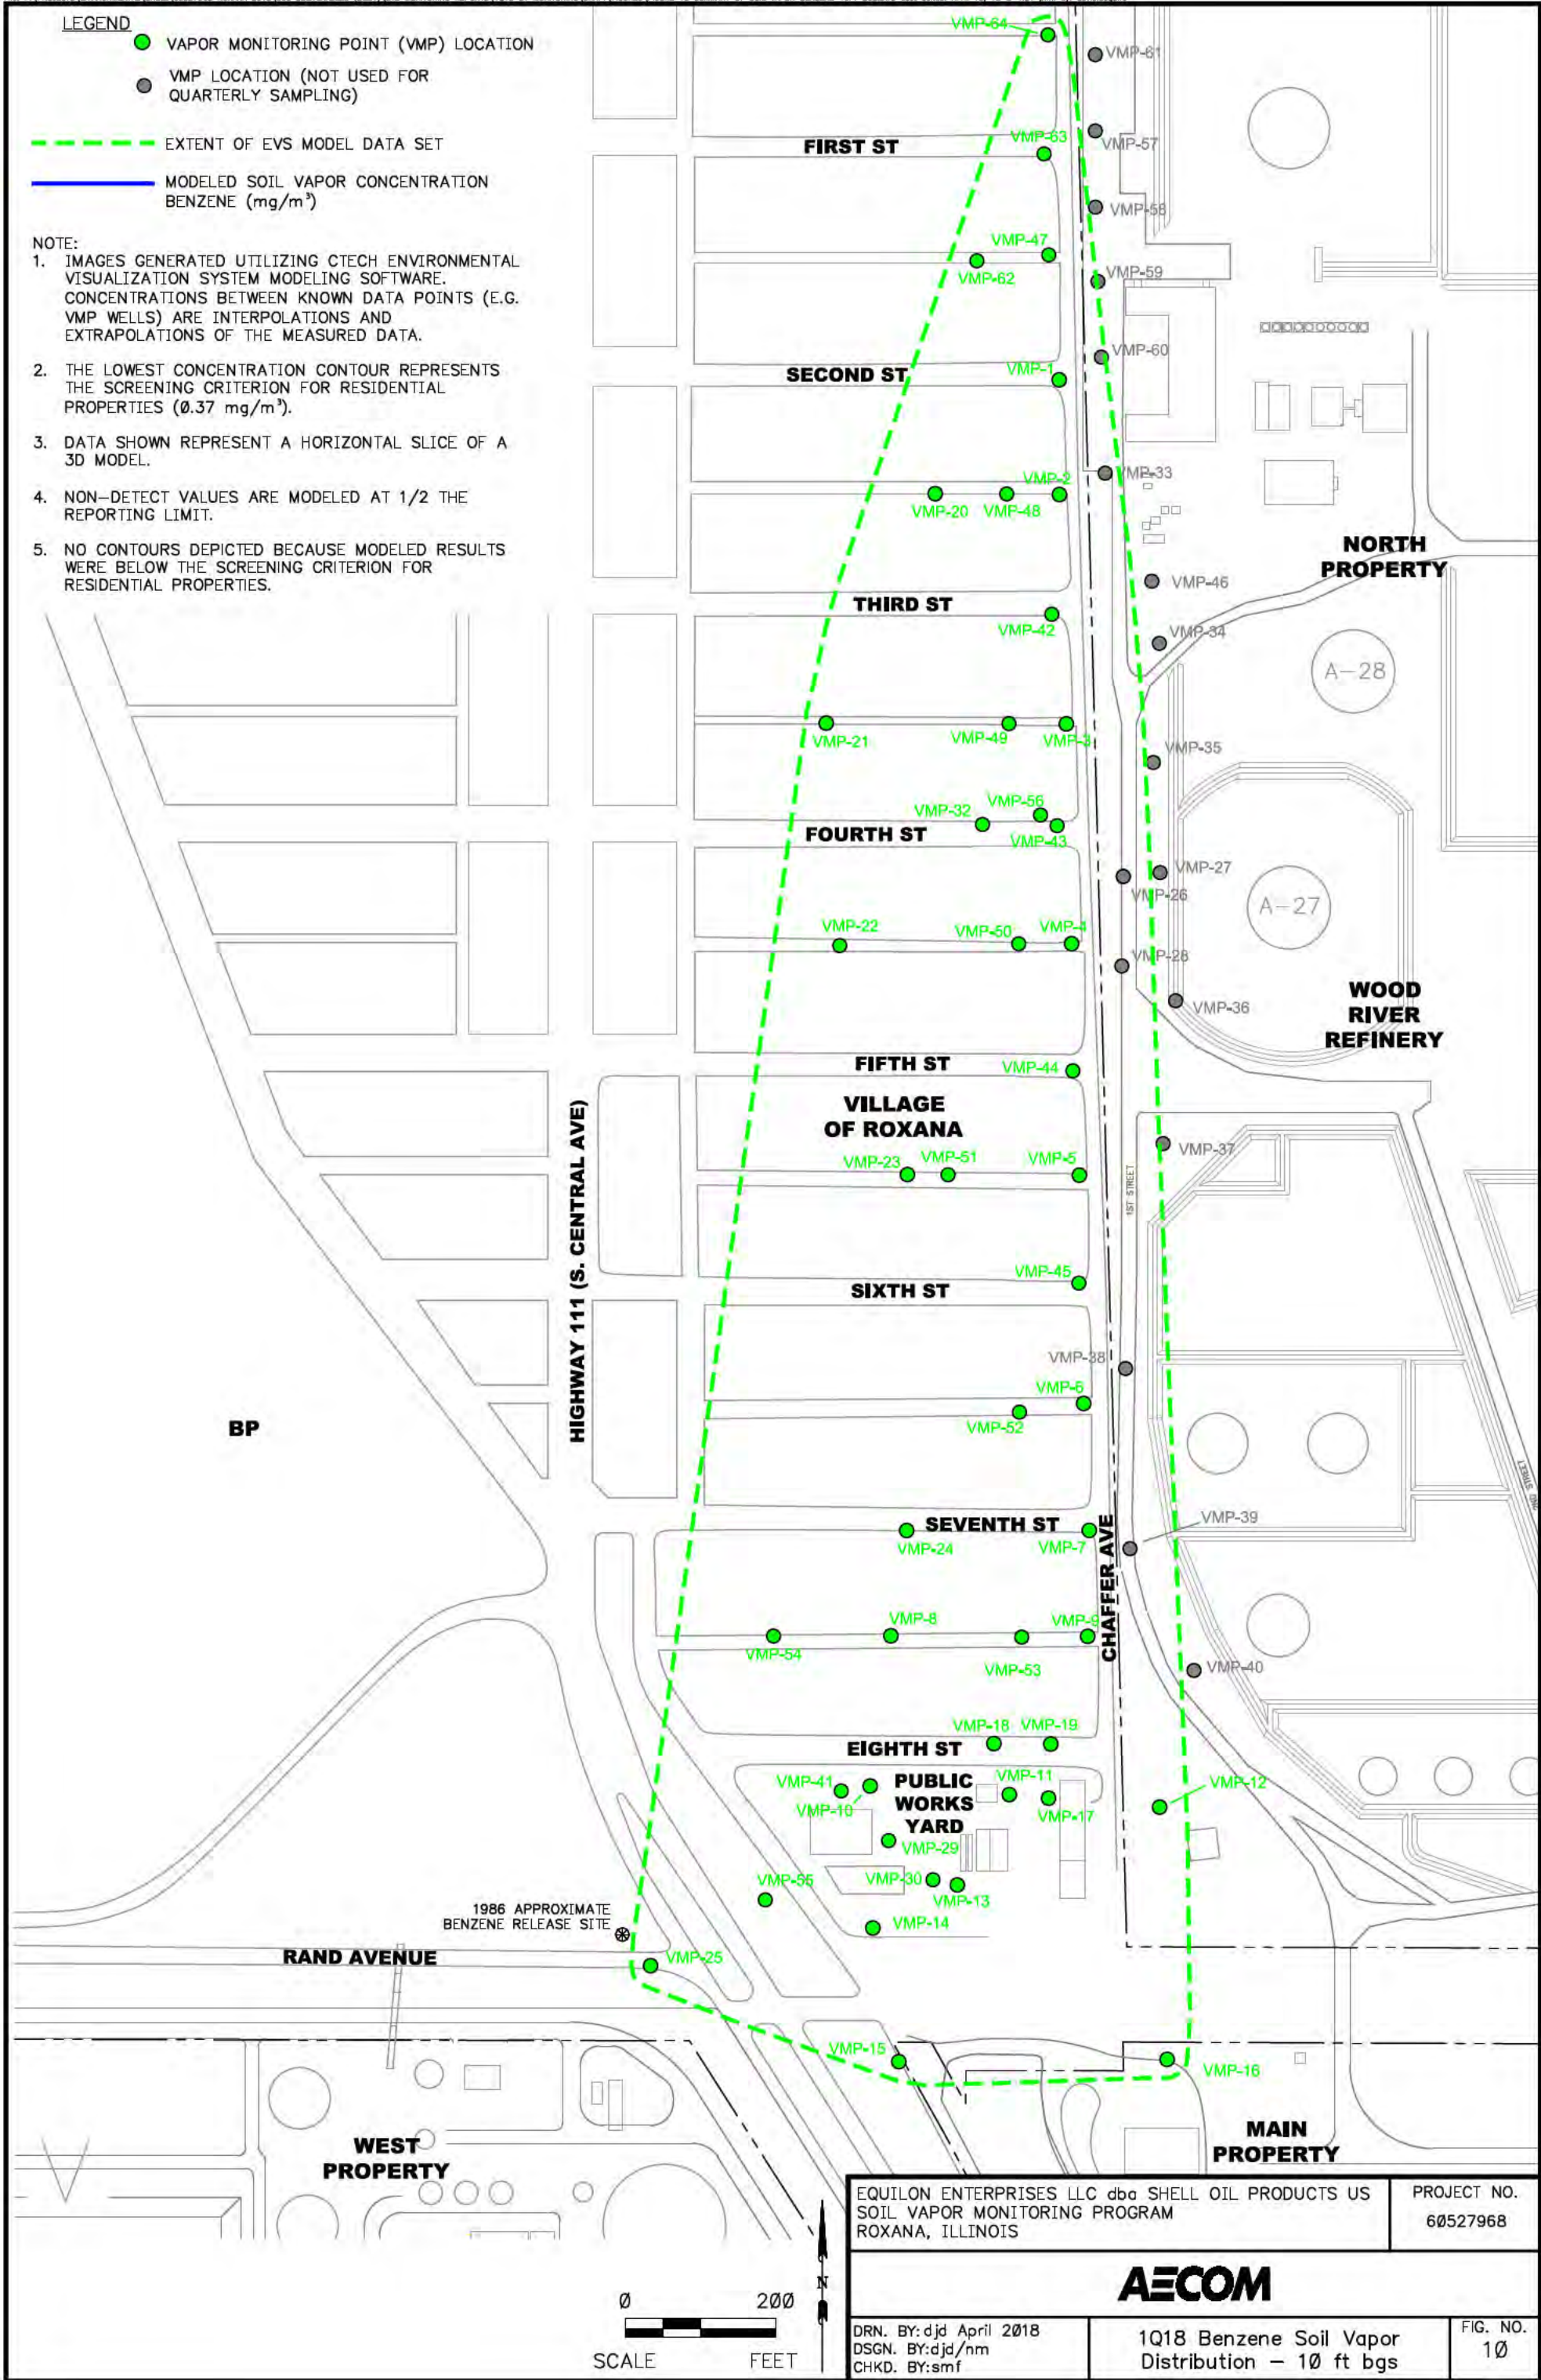 LEGEND
VAPOR MONITORING POINT (VMP) LOCATION
VMP LOCATION (NOT USED FOR
QUARTERLY SAMPLING)
EXTENT OF EVS MODEL DATA SET
MODELED SOIL VAPOR CONCENTRATION
BENZENE (mg/m³)
NOTE:
1. IMAGES GENERATED UTILIZING CTECH ENVIRONMENTAL
VISUALIZATION SYSTEM MODELING SOFTWARE.
CONCENTRATIONS BETWEEN KNOWN DATA POINTS (E.G.
VMP WELLS) ARE INTERPOLATIONS AND
EXTRAPOLATIONS OF THE MEASURED DATA.
2. THE LOWEST CONCENTRATION CONTOUR REPRESENTS
THE SCREENING CRITERION FOR RESIDENTIAL
PROPERTIES (0.37 mg/m³).
3. DATA SHOWN REPRESENT A HORIZONTAL SLICE OF A
3D MODEL.
4. NON-DETECT VALUES ARE MODELED AT 1/2 THE
REPORTING LIMIT.
5. NO CONTOURS DEPICTED BECAUSE MODELED RESULTS
WERE BELOW THE SCREENING CRITERION FOR
RESIDENTIAL PROPERTIES.
VMP-64
VMP-61
VMP-57
FIRST ST
VMP-63
VMP-58
VMP-47
VMP-62
VMP-59
VMP-60
SECOND ST
VMP-1
VMP-33
VMP-2
VMP-20
VMP-48
NORTH
PROPERTY
VMP-46
THIRD ST
VMP-42
VMP-34
A-28
VMP-21
VMP-49
VMP-3
VMP-35
VMP-32
VMP-56
FOURTH ST
VMP-43
VMP-27
VMP-26
A-27
VMP-22
VMP-50
VMP-4
VMP-28
VMP-36
WOOD
RIVER
REFINERY
FIFTH ST
VMP-44
VILLAGE
OF ROXANA
VMP-23
VMP-51
VMP-5
VMP-37
1ST STREET
HIGHWAY 111 (S. CENTRAL AVE)
VMP-45
SIXTH ST
VMP-38
VMP-6
VMP-52
BP
2ND STREET
SEVENTH ST
VMP-24
VMP-7
VMP-39
CHAFFER AVE
VMP-8
VMP-9
VMP-54
VMP-53
VMP-40
VMP-18
VMP-19
EIGHTH ST
VMP-41
VMP-10
PUBLIC
WORKS
YARD
VMP-11
VMP-17
VMP-12
VMP-29
VMP-55
VMP-30
VMP-13
VMP-14
1986 APPROXIMATE
BENZENE RELEASE SITE
RAND AVENUE
VMP-25
VMP-15
VMP-16
WEST
PROPERTY
MAIN
PROPERTY
N
0 200
SCALE FEET
EQUILON ENTERPRISES LLC dba SHELL OIL PRODUCTS US
SOIL VAPOR MONITORING PROGRAM
ROXANA, ILLINOIS
PROJECT NO.
60527968
AECOM
DRN. BY: djd April 2018
DSGN. BY: djd/nm
CHKD. BY: smf
1Q18 Benzene Soil Vapor
Distribution - 10 ft bgs
FIG. NO.
10